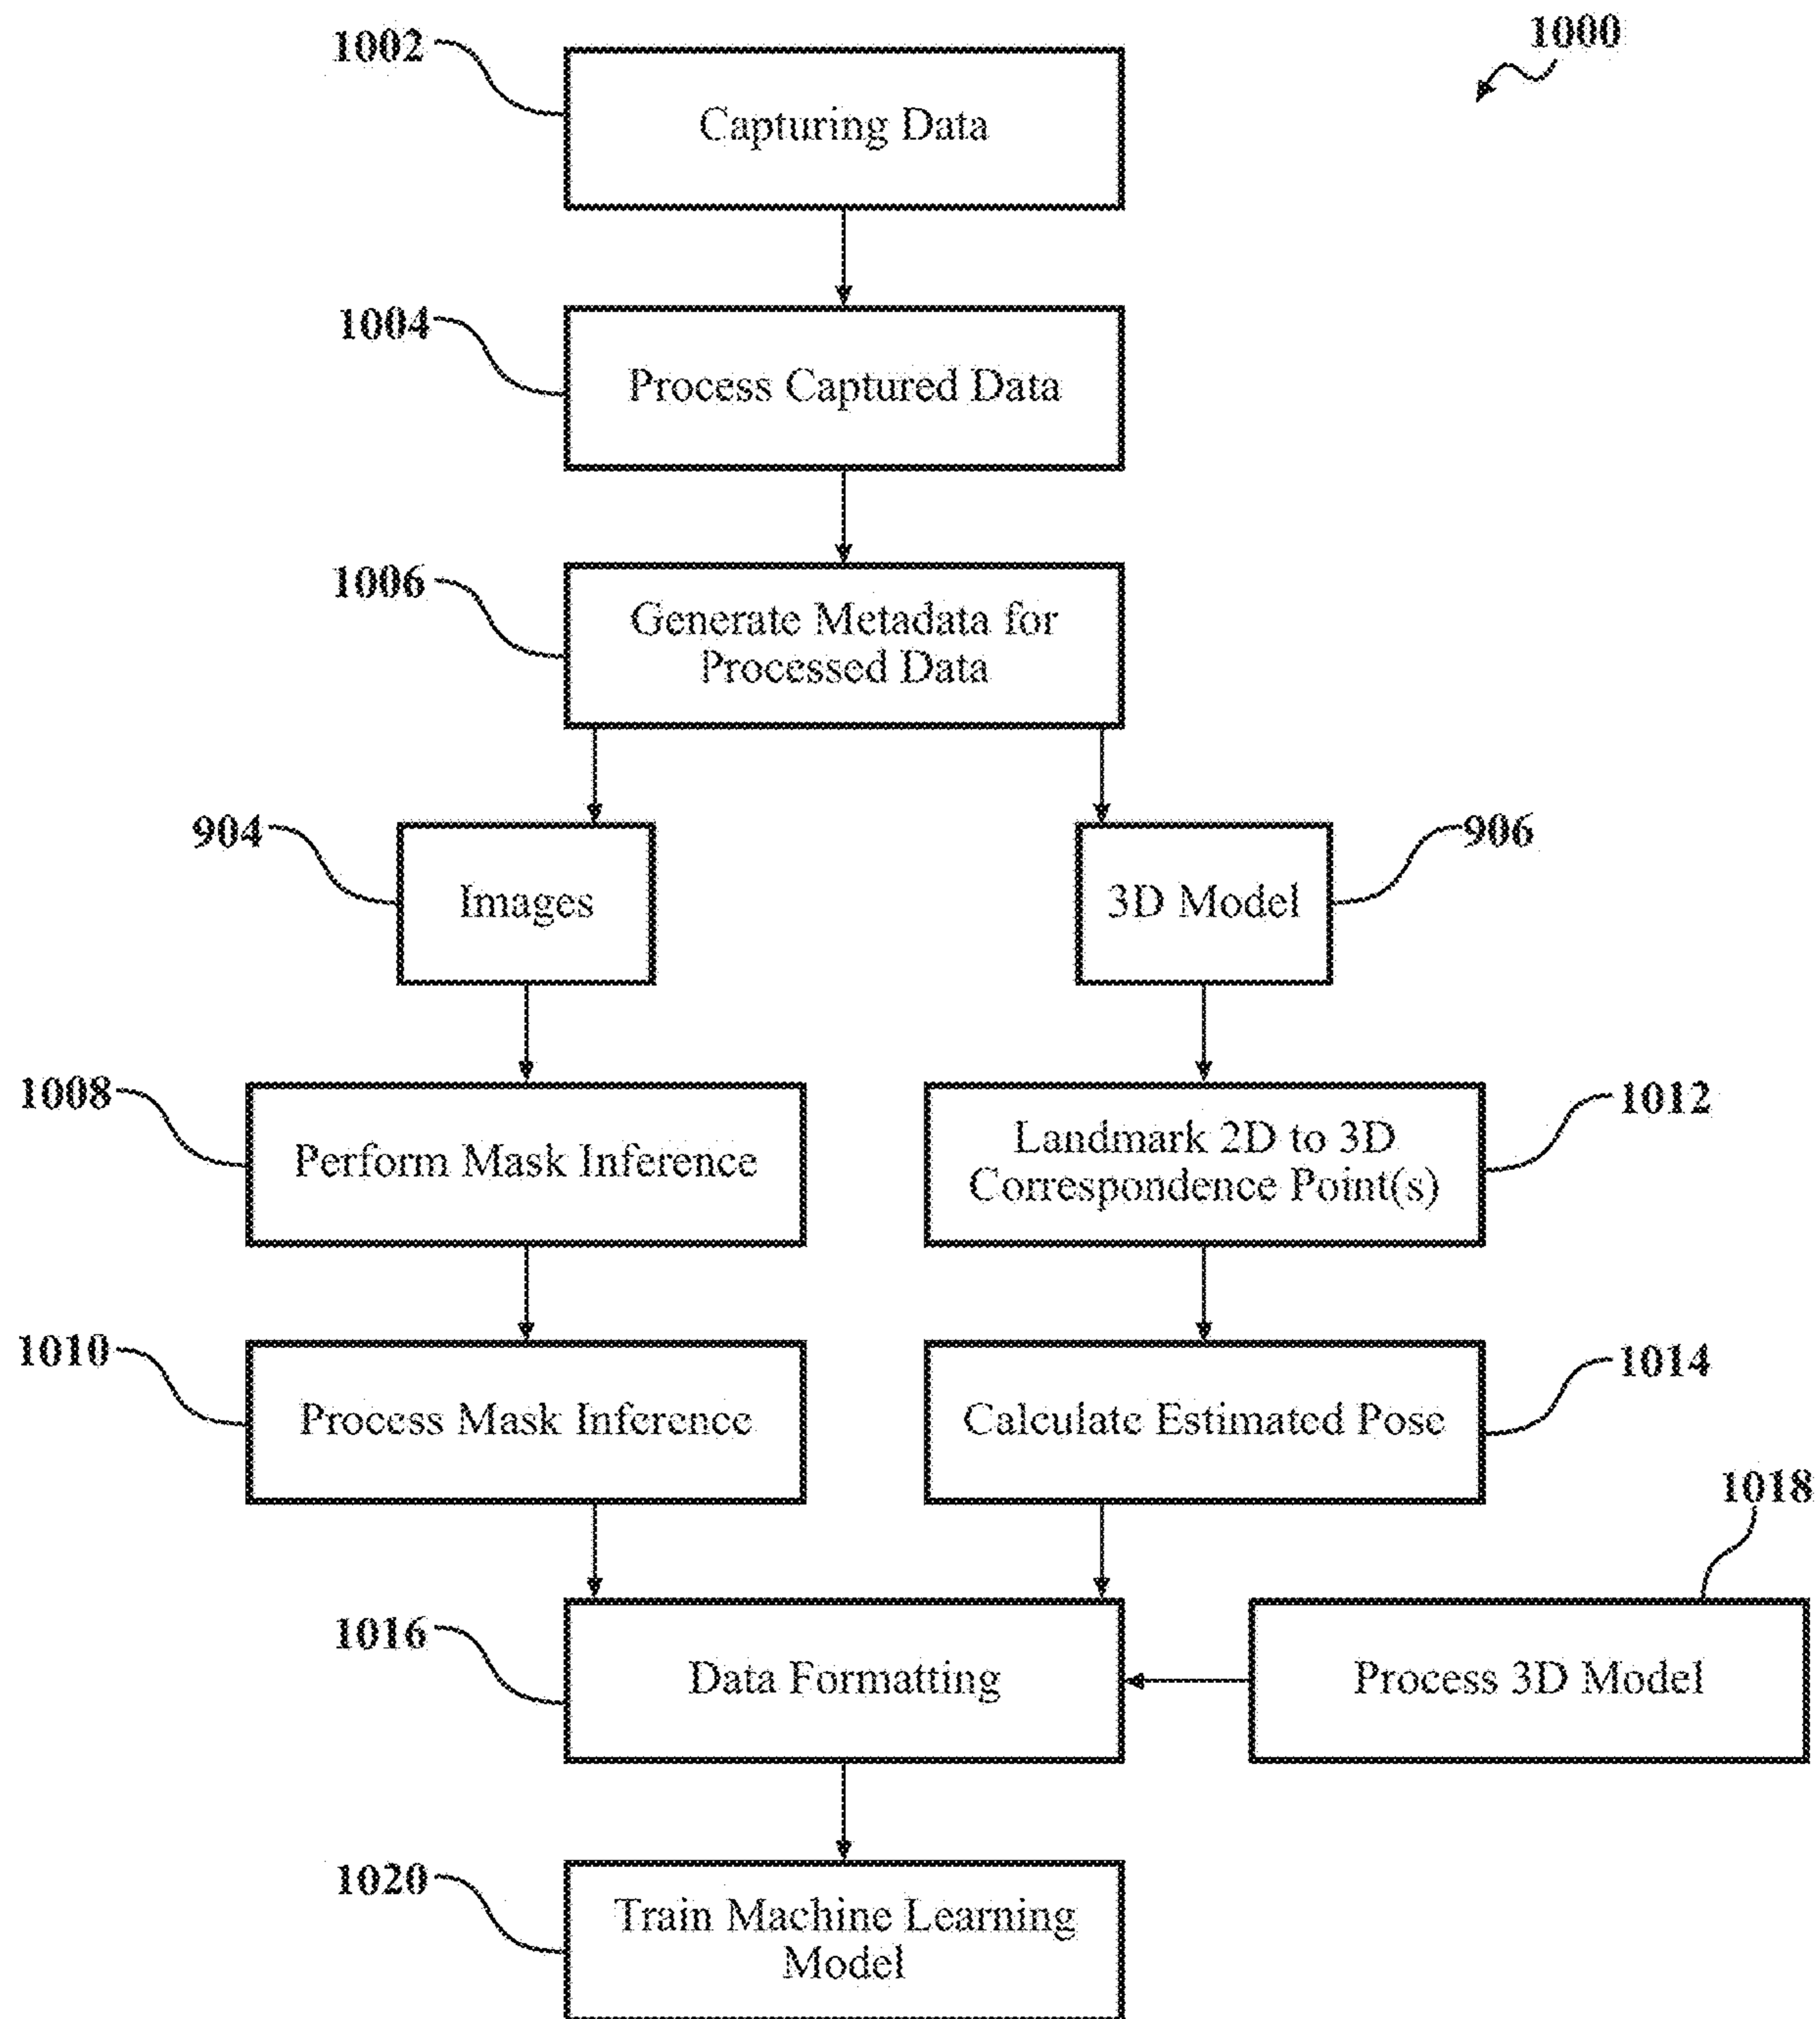 1000
1002
Capturing Data
1004
Process Captured Data
1006
Generate Metadata for
Processed Data
904
Images
906
3D Model
1008
Perform Mask Inference
1012
Landmark 2D to 3D
Correspondence Point(s)
1010
Process Mask Inference
1014
Calculate Estimated Pose
1018
1016
Data Formatting
Process 3D Model
1020
Train Machine Learning
Model